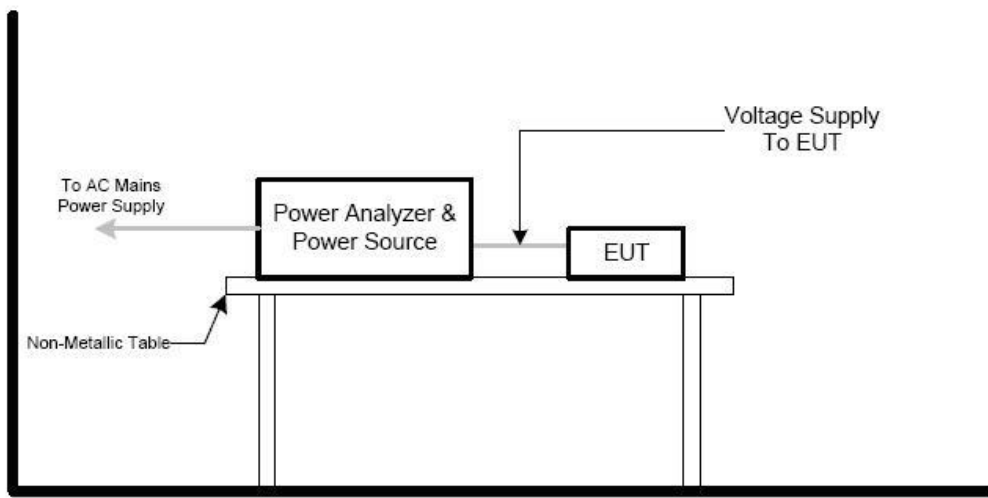 Voltage Supply
To EUT
To AC Mains
Power Supply
Power Analyzer &
Power Source
EUT
Non-Metallic Table